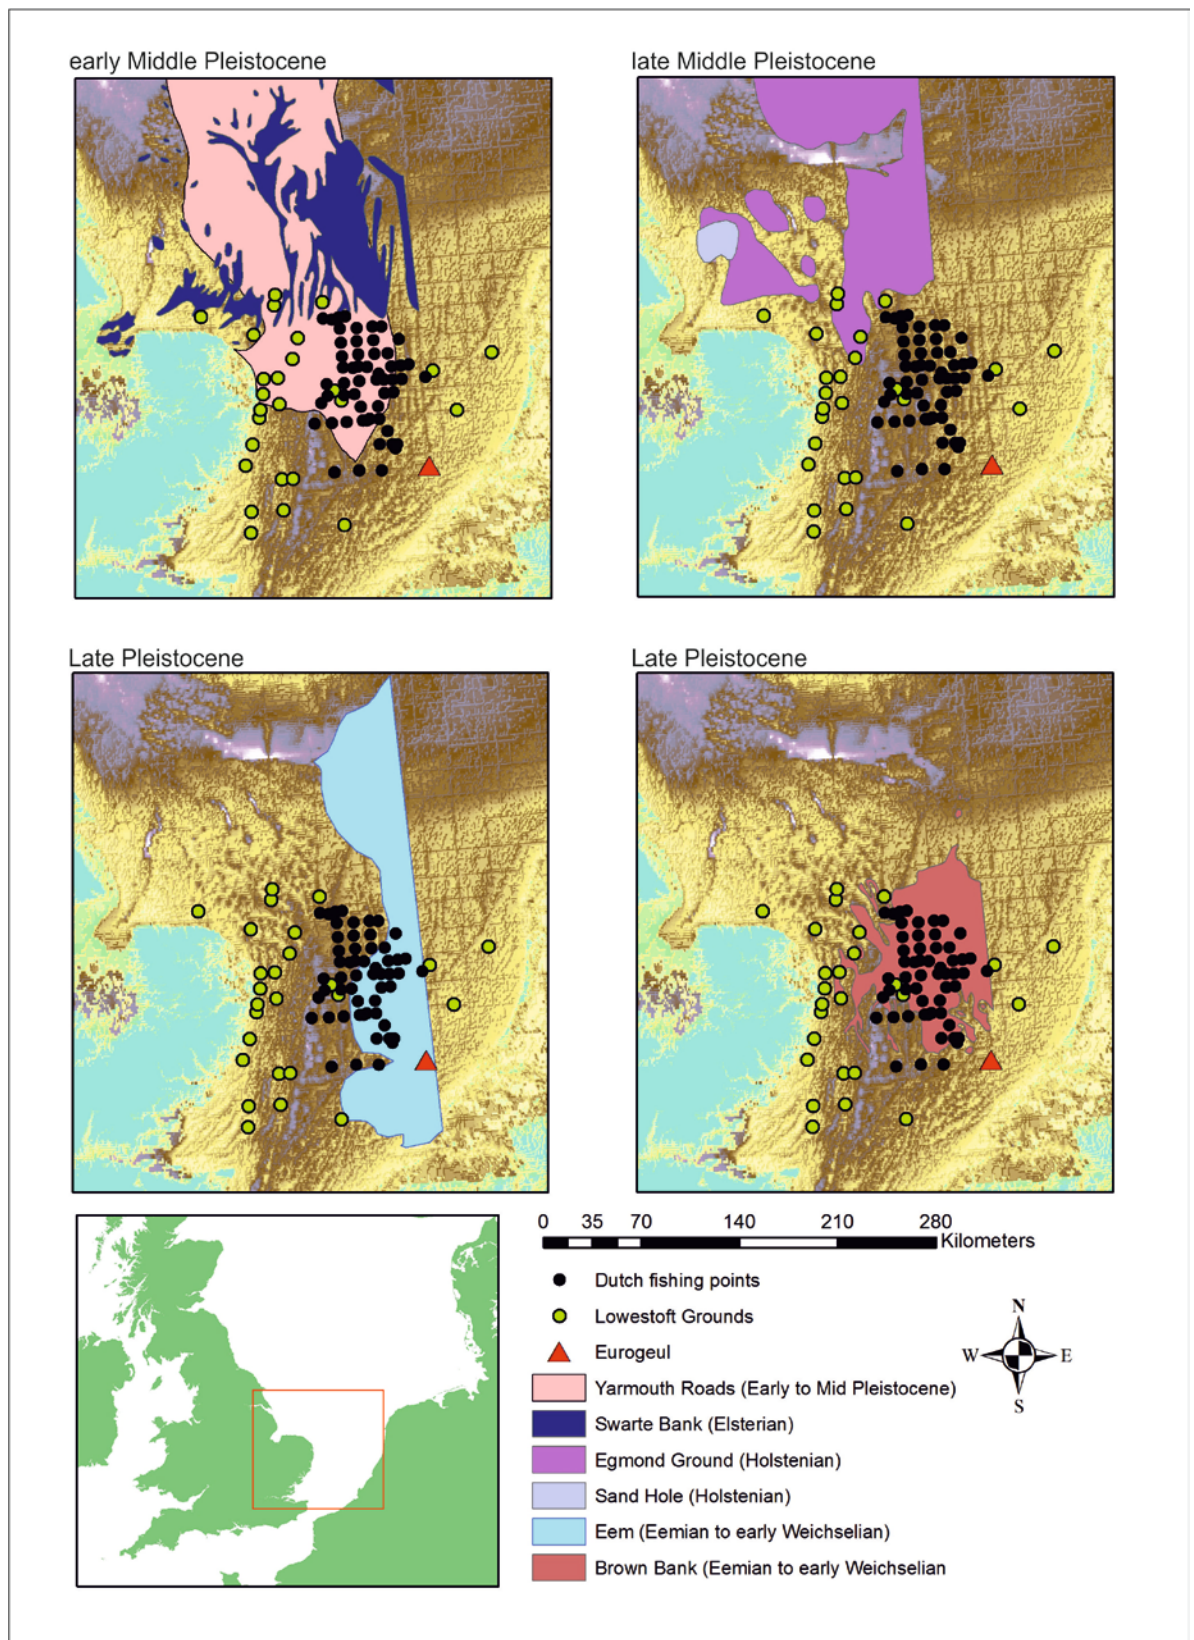 early Middle Pleistocene
late Middle Pleistocene
Late Pleistocene
Late Pleistocene
0 35 70 140 210 280
Kilometers
Dutch fishing points
Lowestoft Grounds
Eurogeul
Yarmouth Roads (Early to Mid Pleistocene)
Swarte Bank (Elsterian)
Egmond Ground (Holstenian)
Sand Hole (Holstenian)
Eem (Eemian to early Weichselian)
Brown Bank (Eemian to early Weichselian
N
W E
S